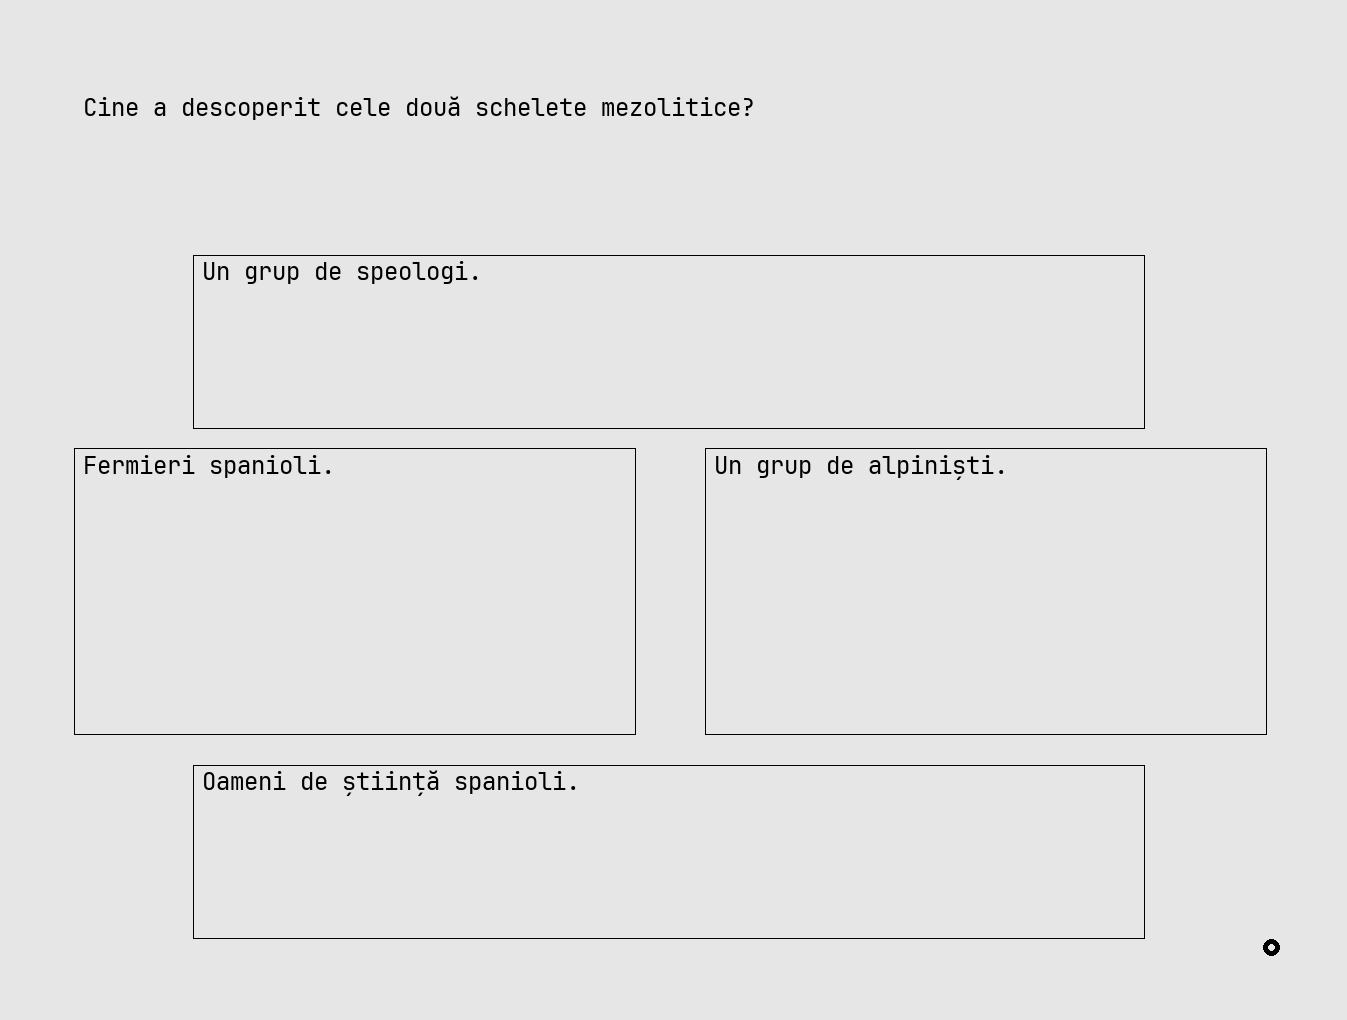 Cine a descoperit cele două schelete mezolitice?
Un grup de speologi.
Fermieri spanioli.
Un grup de alpiniști.
Oameni de știință spanioli.